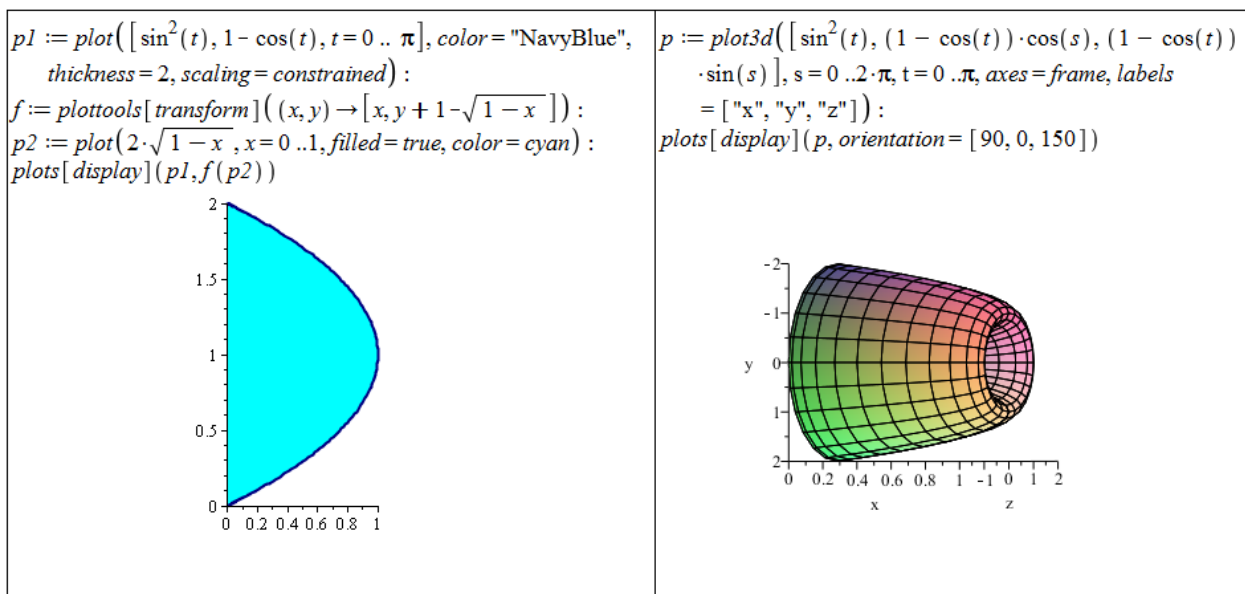 p1 := plot([sin²(t), 1 − cos(t), t = 0 .. π], color = "NavyBlue",
thickness = 2, scaling = constrained) :
f := plottools[transform]((x, y) → [x, y + 1 - √(1 − x)]) :
p2 := plot(2·√(1 − x), x = 0 ..1, filled = true, color = cyan) :
plots[display](p1, f(p2))
2
1.5
1
0.5
0
0 0.2 0.4 0.6 0.8 1
p := plot3d([sin²(t), (1 − cos(t))·cos(s), (1 − cos(t))
·sin(s)], s = 0 ..2·π, t = 0 ..π, axes = frame, labels
= ["x", "y", "z"]) :
plots[display](p, orientation = [90, 0, 150])
-2
-1
y 0
1
2
0 0.2 0.4 0.6 0.8 1 -1 0 1 2
x z